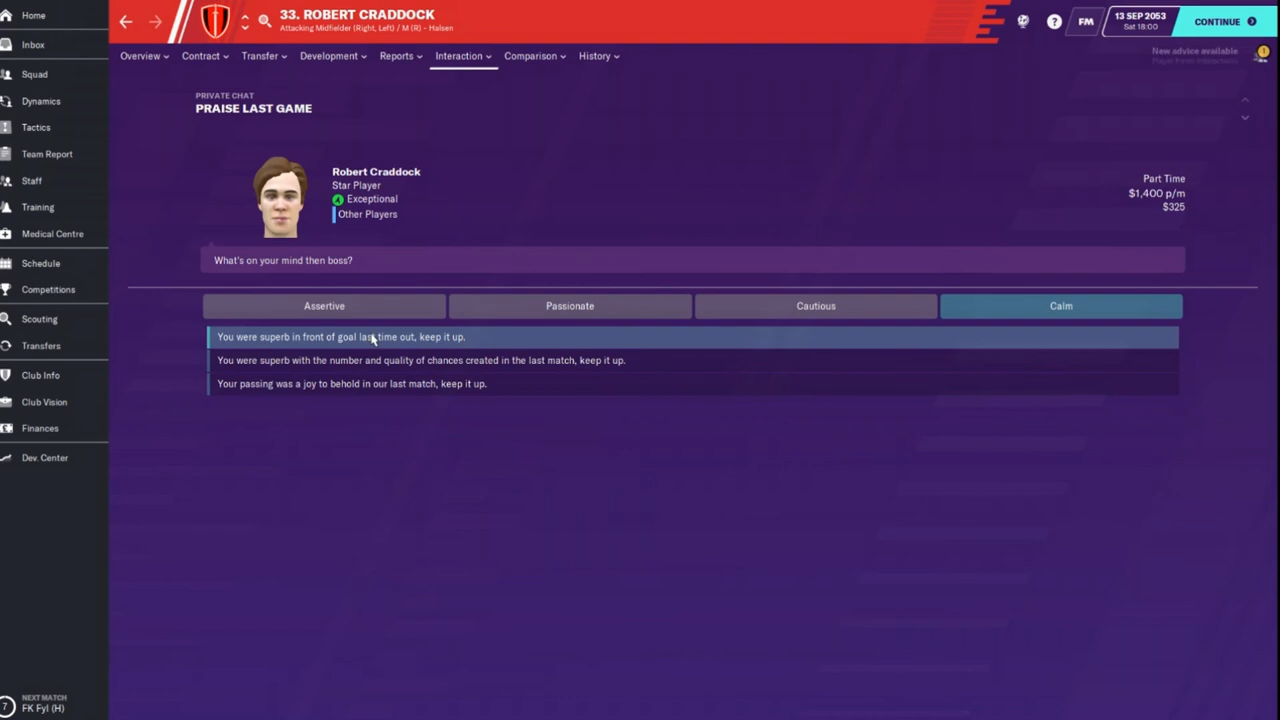 Home
Inbox
Squad
Dynamics
Tactics
Team Report
Staff
Training
Medical Centre
Schedule
Competitions
Scouting
Transfers
Club Info
Club Vision
Finances
Dev. Center
7
NEXT MATCH
FK Fyl (H)
33. ROBERT CRADDOCK
Attacking Midfielder (Right, Left) / M (R) - Halsen
?
FM
13 SEP 2053
Sat 18:00
CONTINUE
Overview
Contract
Transfer
Development
Reports
Interaction
Comparison
History
New advice available
Player Press Interactions
1
PRIVATE CHAT
PRAISE LAST GAME
Robert Craddock
Star Player
Exceptional
Other Players
Part Time
$1,400 p/m
$325
What's on your mind then boss?
Assertive
Passionate
Cautious
Calm
You were superb in front of goal last time out, keep it up.
You were superb with the number and quality of chances created in the last match, keep it up.
Your passing was a joy to behold in our last match, keep it up.